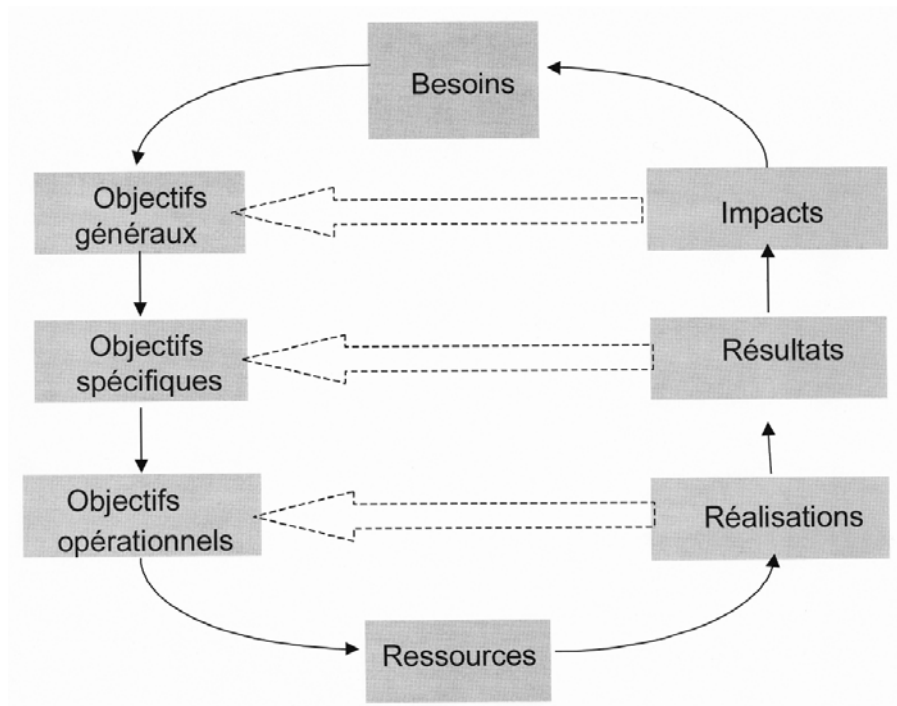 Besoins
Objectifs
généraux
Impacts
Objectifs
spécifiques
Résultats
Objectifs
opérationnels
Réalisations
Ressources